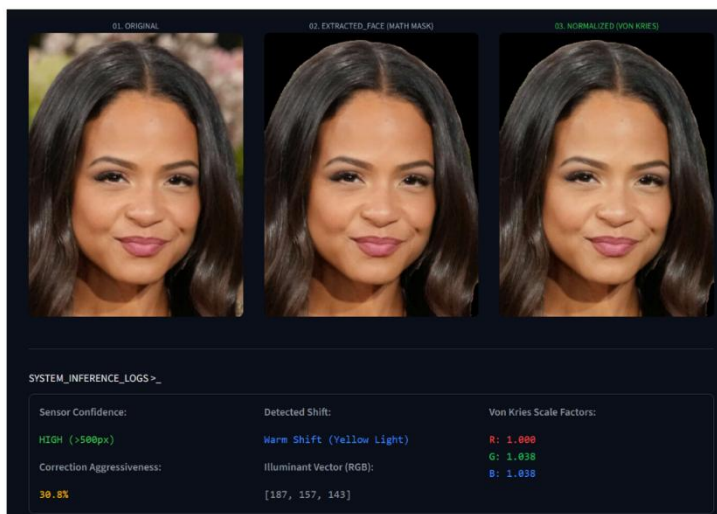 01. ORIGINAL
02. EXTRACTED_FACE (MATH MASK)
03. NORMALIZED (VON KRIES)
SYSTEM_INFERENCE_LOGS >_
Sensor Confidence:
HIGH (>500px)
Correction Aggressiveness:
30.8%
Detected Shift:
Warm Shift (Yellow Light)
Illuminant Vector (RGB):
[187, 157, 143]
Von Kries Scale Factors:
R: 1.000
G: 1.038
B: 1.038